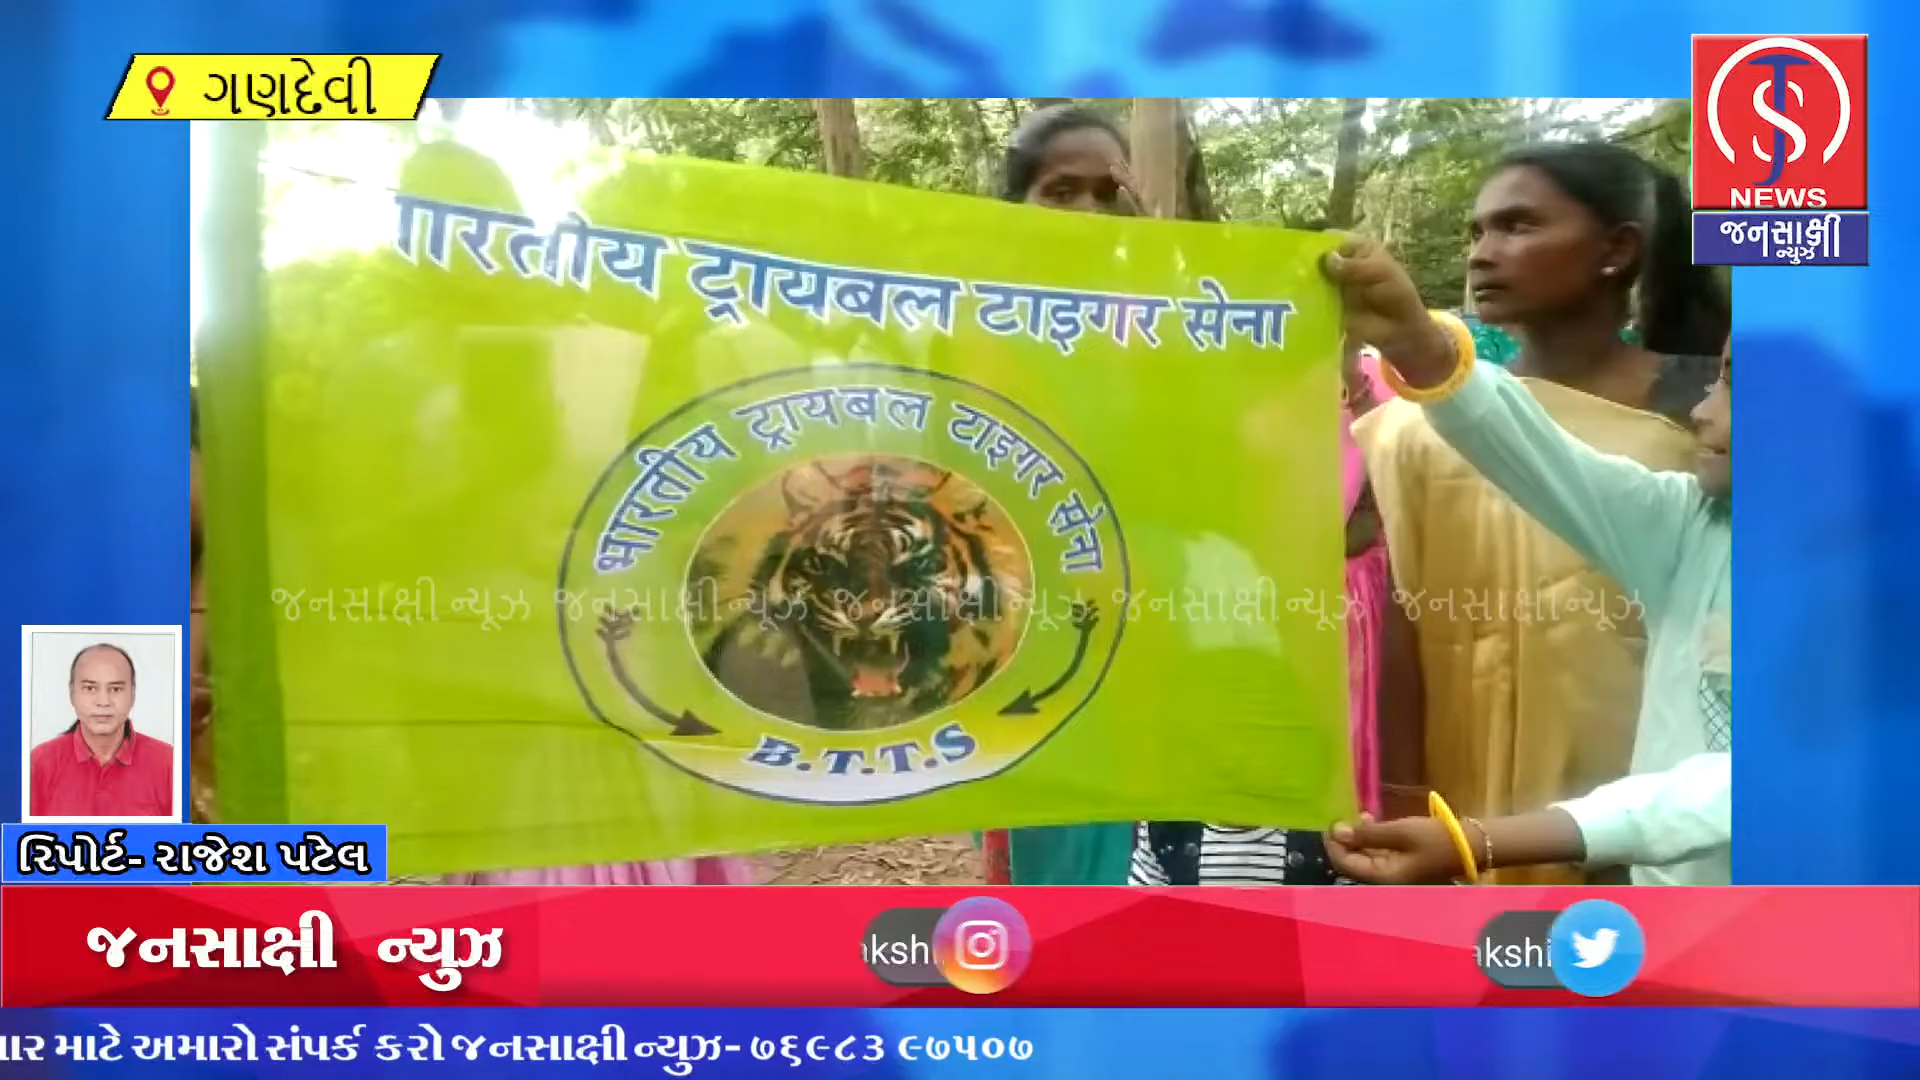 ગણદેવી
NEWS
જનસાક્ષી
ન્યુઝ
भारतीय ट्रायबल टाइगर सेना
भारतीय ट्रायबल टाइगर सेना
જનસાક્ષી ન્યૂઝ જનસાક્ષી ન્યૂઝ જનસાક્ષી ન્યૂઝ જનસાક્ષી ન્યૂઝ જનસાક્ષી ન્યૂઝ
B.T.T.S
રિપોર્ટ- રાજેશ પટેલ
જનસાક્ષી ન્યુઝ
માટે અમારો સંપર્ક કરો જનસાક્ષી ન્યુઝ- ૭૬૯૮૩ ૯૭૫૦૭